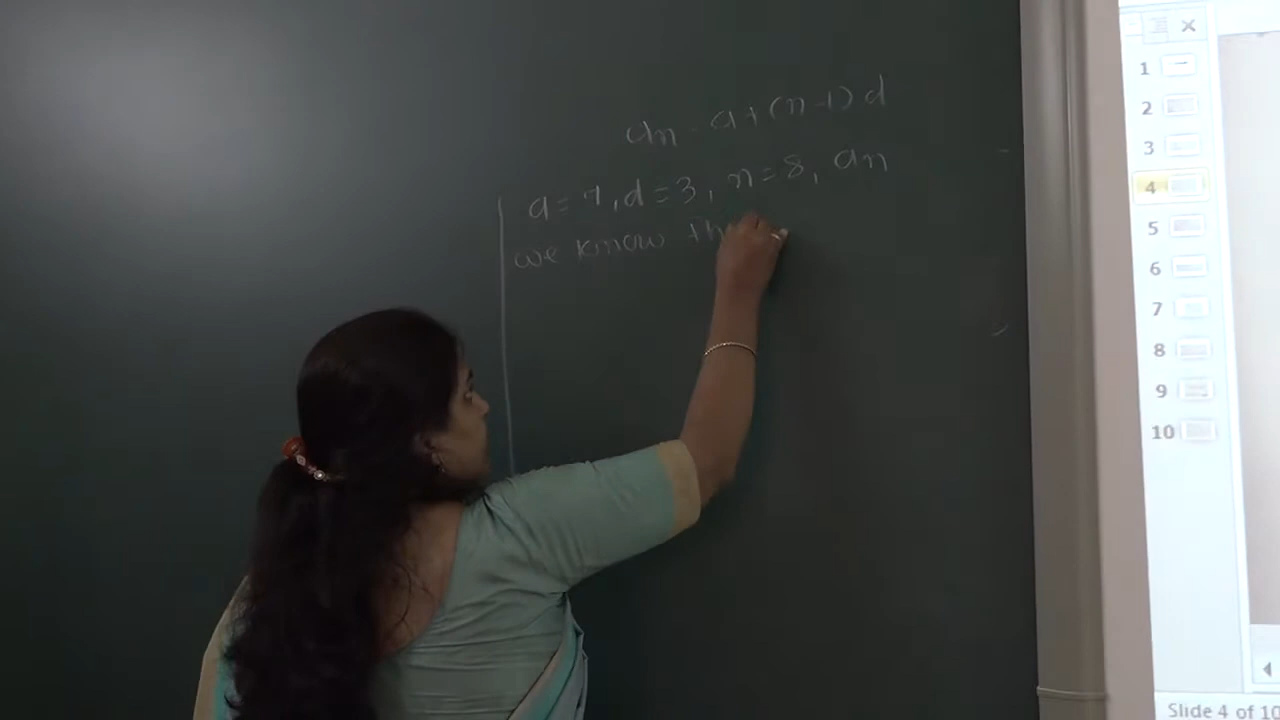 an = a + (n-1) d
a = 7, d = 3, n = 8, an
we know th
1
2
3
4
5
6
7
8
9
10
Slide 4 of 10